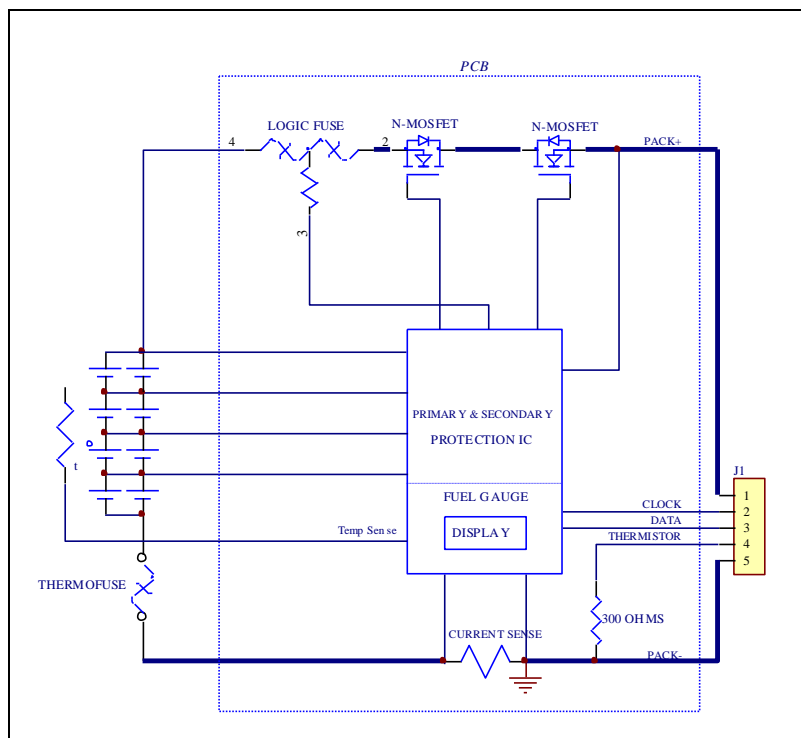 PCB
N-MOSFET
N-MOSFET
LOGIC FUSE
4
2
PACK+
3
PRIMARY & SECONDARY
PROTECTION IC
t
FUEL GAUGE
J1
1
CLOCK
2
DATA
3
Temp Sense
DISPLAY
THERMISTOR
4
5
THERMOFUSE
300 OHMS
CURRENT SENSE
PACK-